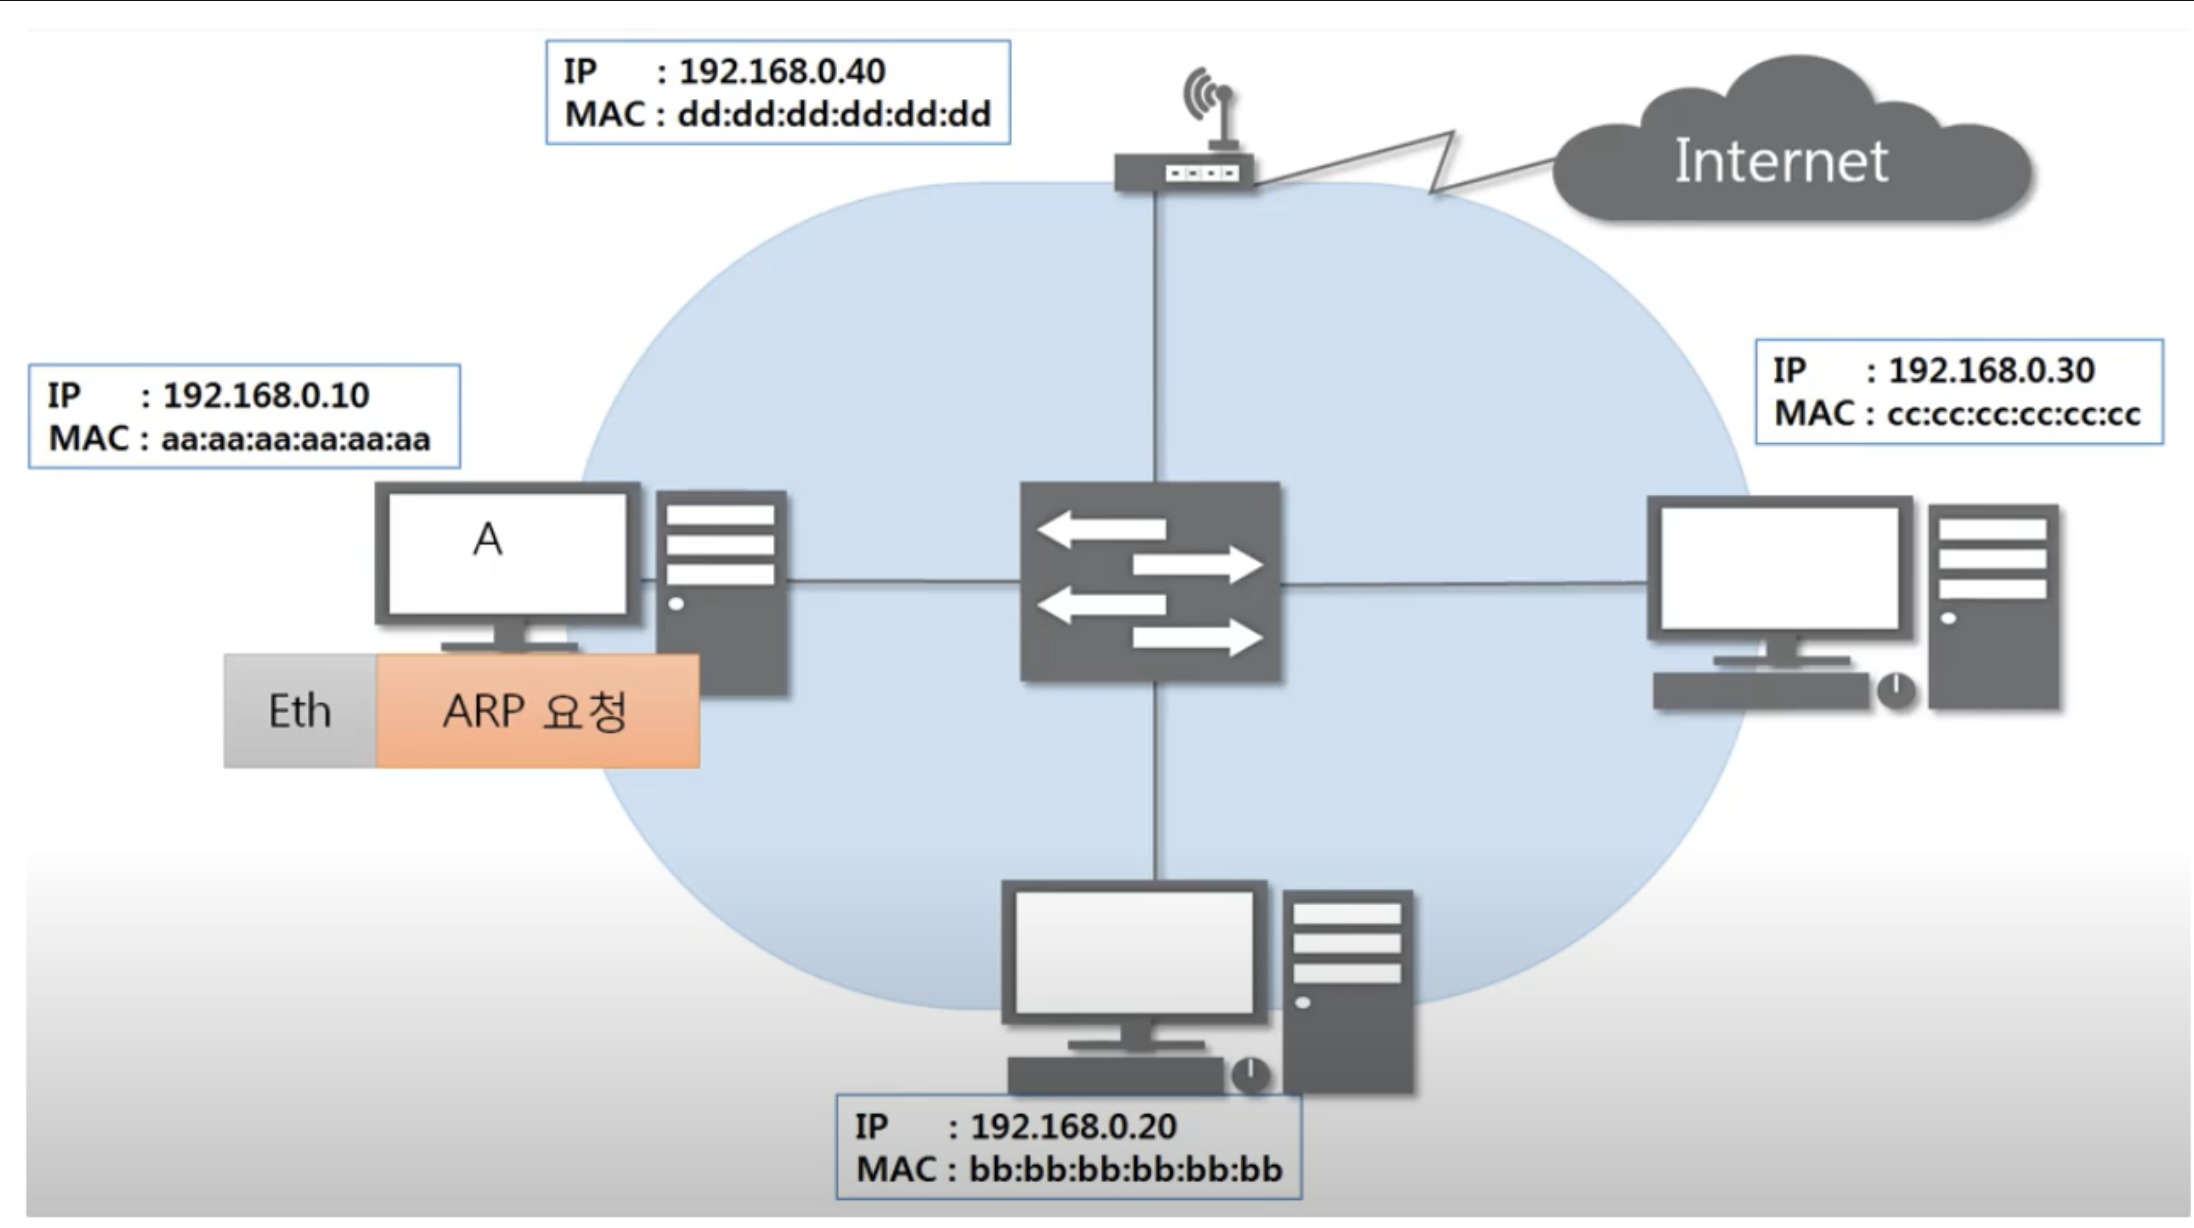 IP : 192.168.0.40
MAC : dd:dd:dd:dd:dd:dd
Internet
IP : 192.168.0.10
MAC : aa:aa:aa:aa:aa:aa
IP : 192.168.0.30
MAC : cc:cc:cc:cc:cc:cc
A
Eth
ARP 요청
IP : 192.168.0.20
MAC : bb:bb:bb:bb:bb:bb